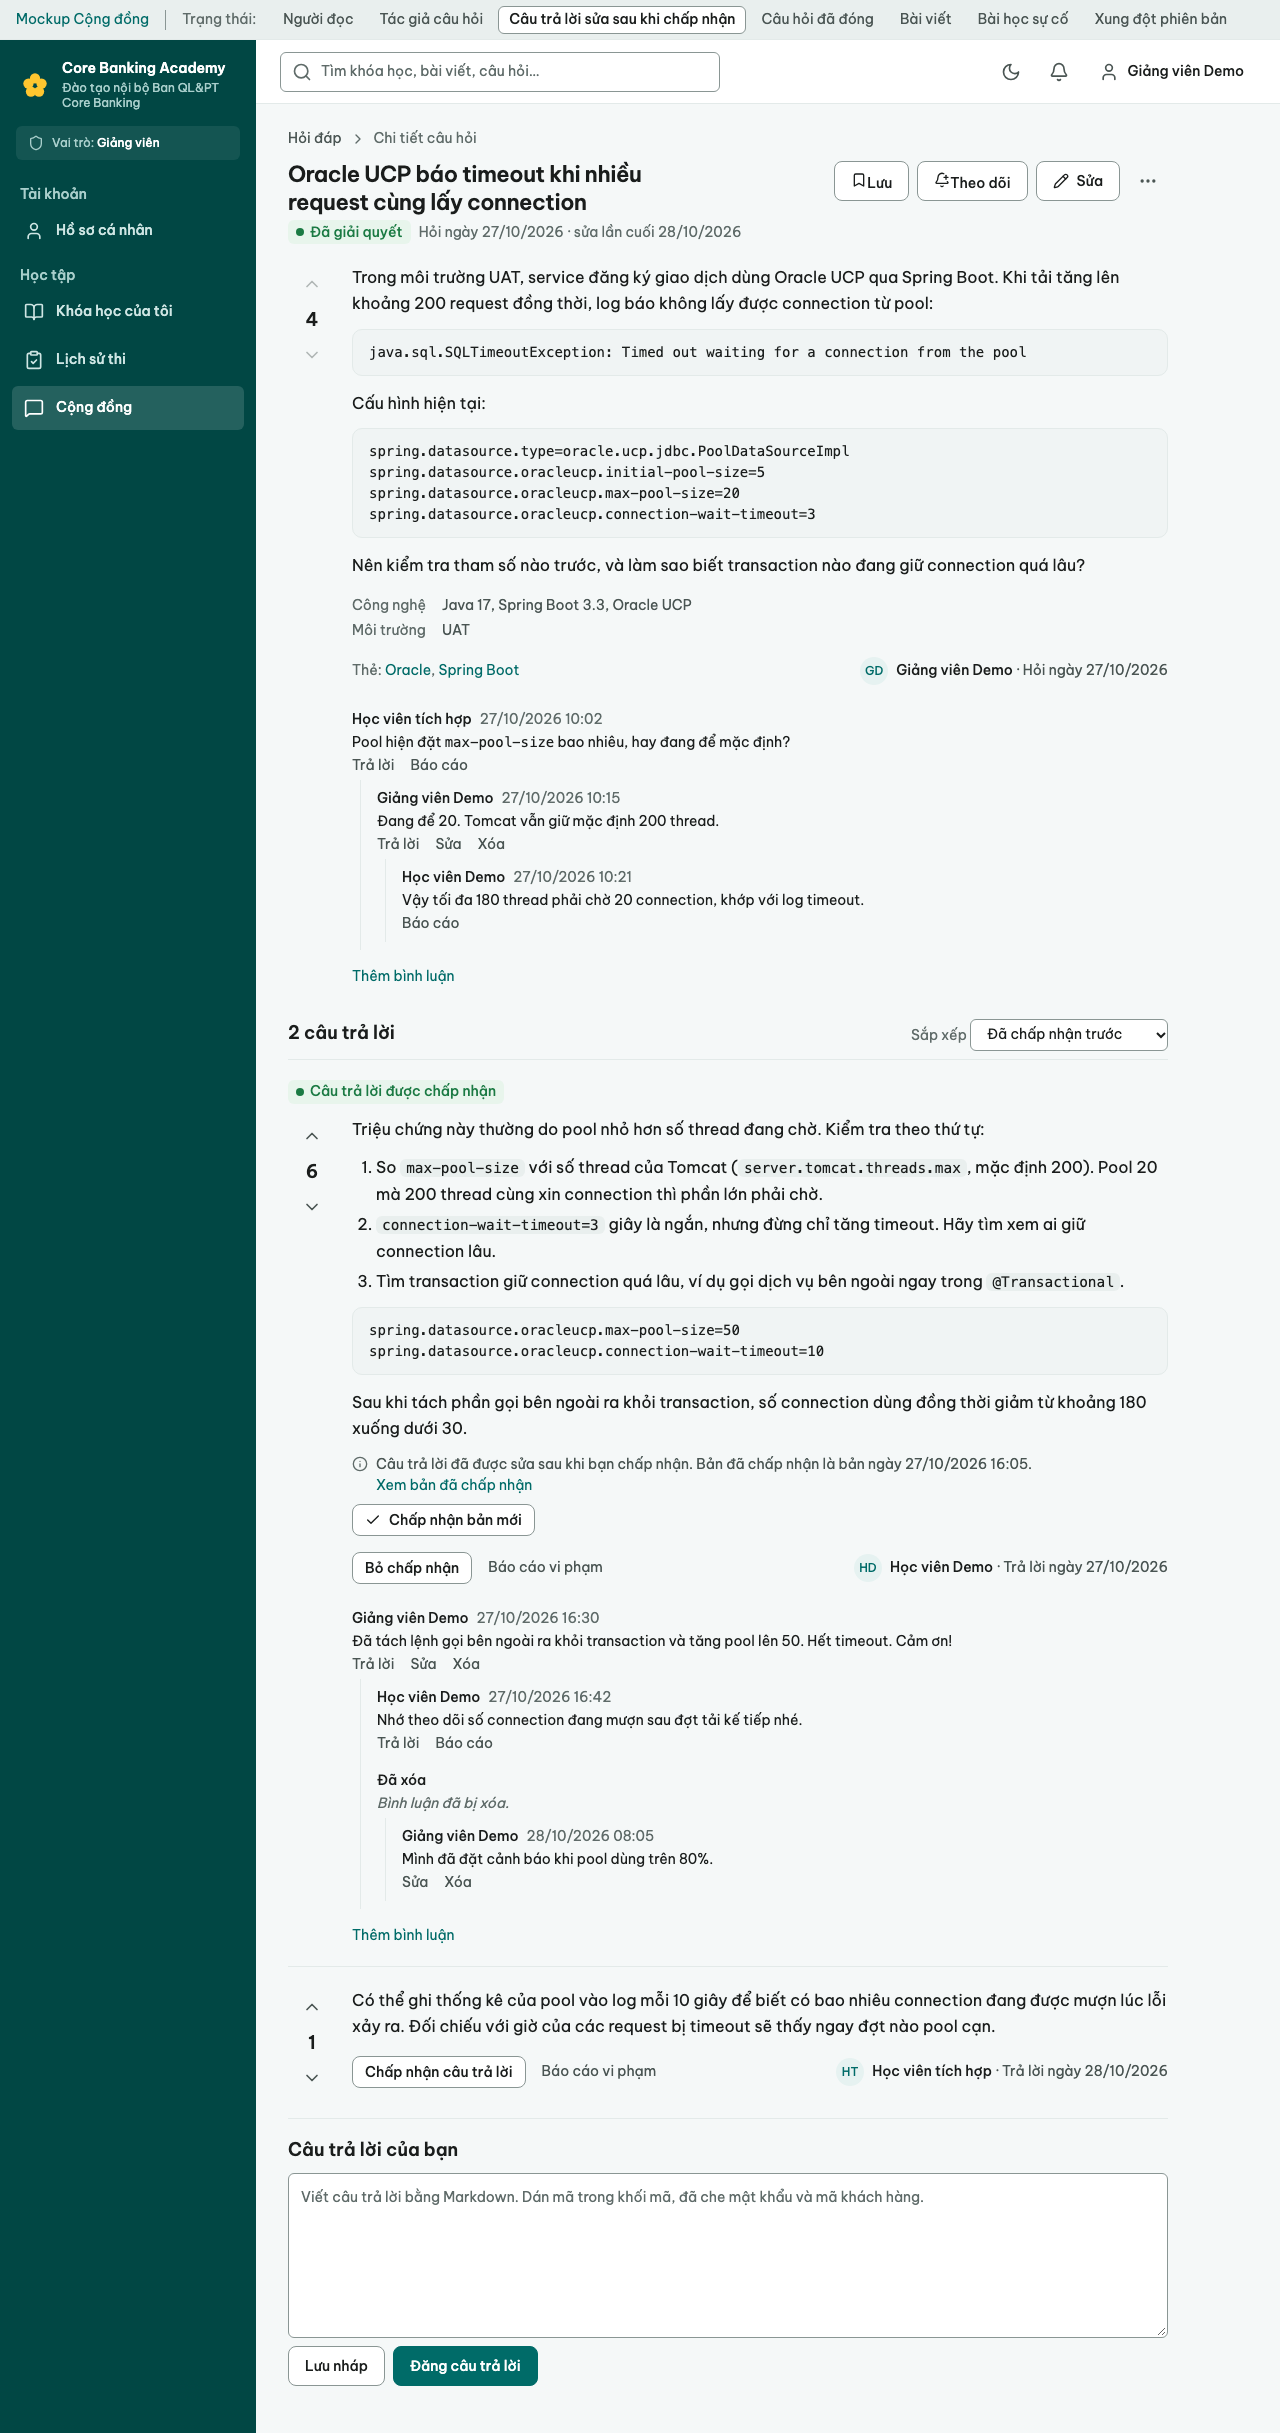 Mockup Cộng đồng
Trạng thái:
Người đọc
Tác giả câu hỏi
Câu trả lời sửa sau khi chấp nhận
Câu hỏi đã đóng
Bài viết
Bài học sự cố
Xung đột phiên bản
Core Banking Academy
Đào tạo nội bộ Ban QL&PT
Core Banking
Vai trò: Giảng viên
Tài khoản
Hồ sơ cá nhân
Học tập
Khóa học của tôi
Lịch sử thi
Cộng đồng
Tìm khóa học, bài viết, câu hỏi...
Giảng viên Demo
Hỏi đáp
Chi tiết câu hỏi
Oracle UCP báo timeout khi nhiều
request cùng lấy connection
Lưu
Theo dõi
Sửa
Đã giải quyết
Hỏi ngày 27/10/2026 · sửa lần cuối 28/10/2026
4
Trong môi trường UAT, service đăng ký giao dịch dùng Oracle UCP qua Spring Boot. Khi tải tăng lên
khoảng 200 request đồng thời, log báo không lấy được connection từ pool:
java.sql.SQLTimeoutException: Timed out waiting for a connection from the pool
Cấu hình hiện tại:
spring.datasource.type=oracle.ucp.jdbc.PoolDataSourceImpl
spring.datasource.oracleucp.initial-pool-size=5
spring.datasource.oracleucp.max-pool-size=20
spring.datasource.oracleucp.connection-wait-timeout=3
Nên kiểm tra tham số nào trước, và làm sao biết transaction nào đang giữ connection quá lâu?
Công nghệ Java 17, Spring Boot 3.3, Oracle UCP
Môi trường UAT
Thẻ: Oracle, Spring Boot
GD Giảng viên Demo · Hỏi ngày 27/10/2026
Học viên tích hợp 27/10/2026 10:02
Pool hiện đặt max-pool-size bao nhiêu, hay đang để mặc định?
Trả lời Báo cáo
Giảng viên Demo 27/10/2026 10:15
Đang để 20. Tomcat vẫn giữ mặc định 200 thread.
Trả lời Sửa Xóa
Học viên Demo 27/10/2026 10:21
Vậy tối đa 180 thread phải chờ 20 connection, khớp với log timeout.
Báo cáo
Thêm bình luận
2 câu trả lời
Sắp xếp Đã chấp nhận trước
Câu trả lời được chấp nhận
6
Triệu chứng này thường do pool nhỏ hơn số thread đang chờ. Kiểm tra theo thứ tự:
1. So max-pool-size với số thread của Tomcat ( server.tomcat.threads.max , mặc định 200). Pool 20
mà 200 thread cùng xin connection thì phần lớn phải chờ.
2. connection-wait-timeout=3 giây là ngắn, nhưng đừng chỉ tăng timeout. Hãy tìm xem ai giữ
connection lâu.
3. Tìm transaction giữ connection quá lâu, ví dụ gọi dịch vụ bên ngoài ngay trong @Transactional .
spring.datasource.oracleucp.max-pool-size=50
spring.datasource.oracleucp.connection-wait-timeout=10
Sau khi tách phần gọi bên ngoài ra khỏi transaction, số connection dùng đồng thời giảm từ khoảng 180
xuống dưới 30.
Câu trả lời đã được sửa sau khi bạn chấp nhận. Bản đã chấp nhận là bản ngày 27/10/2026 16:05.
Xem bản đã chấp nhận
Chấp nhận bản mới
Bỏ chấp nhận Báo cáo vi phạm
HD Học viên Demo · Trả lời ngày 27/10/2026
Giảng viên Demo 27/10/2026 16:30
Đã tách lệnh gọi bên ngoài ra khỏi transaction và tăng pool lên 50. Hết timeout. Cảm ơn!
Trả lời Sửa Xóa
Học viên Demo 27/10/2026 16:42
Nhớ theo dõi số connection đang mượn sau đợt tải kế tiếp nhé.
Trả lời Báo cáo
Đã xóa
Bình luận đã bị xóa.
Giảng viên Demo 28/10/2026 08:05
Mình đã đặt cảnh báo khi pool dùng trên 80%.
Sửa Xóa
Thêm bình luận
1
Có thể ghi thống kê của pool vào log mỗi 10 giây để biết có bao nhiêu connection đang được mượn lúc lỗi
xảy ra. Đối chiếu với giờ của các request bị timeout sẽ thấy ngay đợt nào pool cạn.
Chấp nhận câu trả lời Báo cáo vi phạm
HT Học viên tích hợp · Trả lời ngày 28/10/2026
Câu trả lời của bạn
Viết câu trả lời bằng Markdown. Dán mã trong khối mã, đã che mật khẩu và mã khách hàng.
Lưu nháp
Đăng câu trả lời